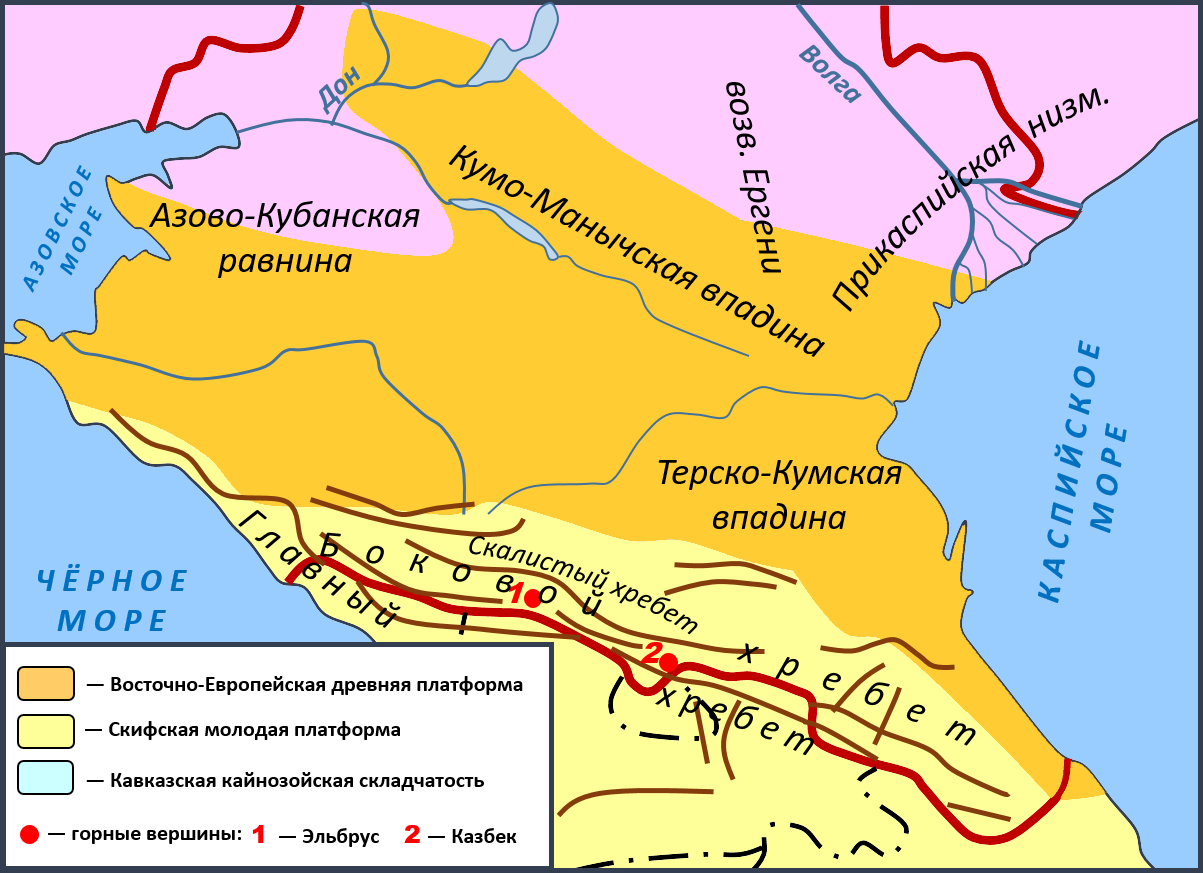 Дон
Волга
возв. Ергени
Прикаспийская низм.
АЗОВСКОЕ
МОРЕ
Азово-Кубанская
равнина
Кумо-Манычская впадина
КАСПИЙСКОЕ
МОРЕ
Терско-Кумская
впадина
ЧЁРНОЕ
МОРЕ
Главный хребет
Боковой хребет
Скалистый хребет
1
2
— Восточно-Европейская древняя платформа
— Скифская молодая платформа
— Кавказская кайнозойская складчатость
— горные вершины: 1 — Эльбрус 2 — Казбек